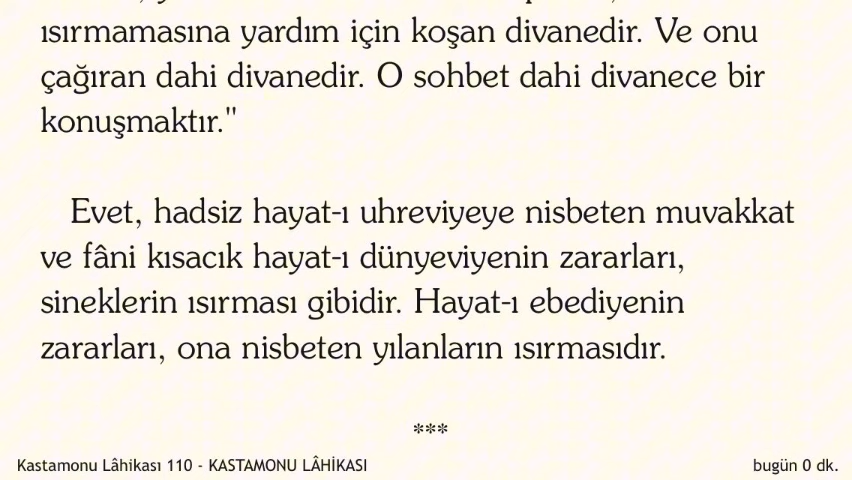 ısırmamasına yardım için koşan divanedir. Ve onu
çağıran dahi divanedir. O sohbet dahi divanece bir
konuşmaktır."
Evet, hadsiz hayat-ı uhreviyeye nisbeten muvakkat
ve fâni kısacık hayat-ı dünyeviyenin zararları,
sineklerin ısırması gibidir. Hayat-ı ebediyenin
zararları, ona nisbeten yılanların ısırmasıdır.
***
Kastamonu Lâhikası 110 - KASTAMONU LÂHİKASI bugün 0 dk.